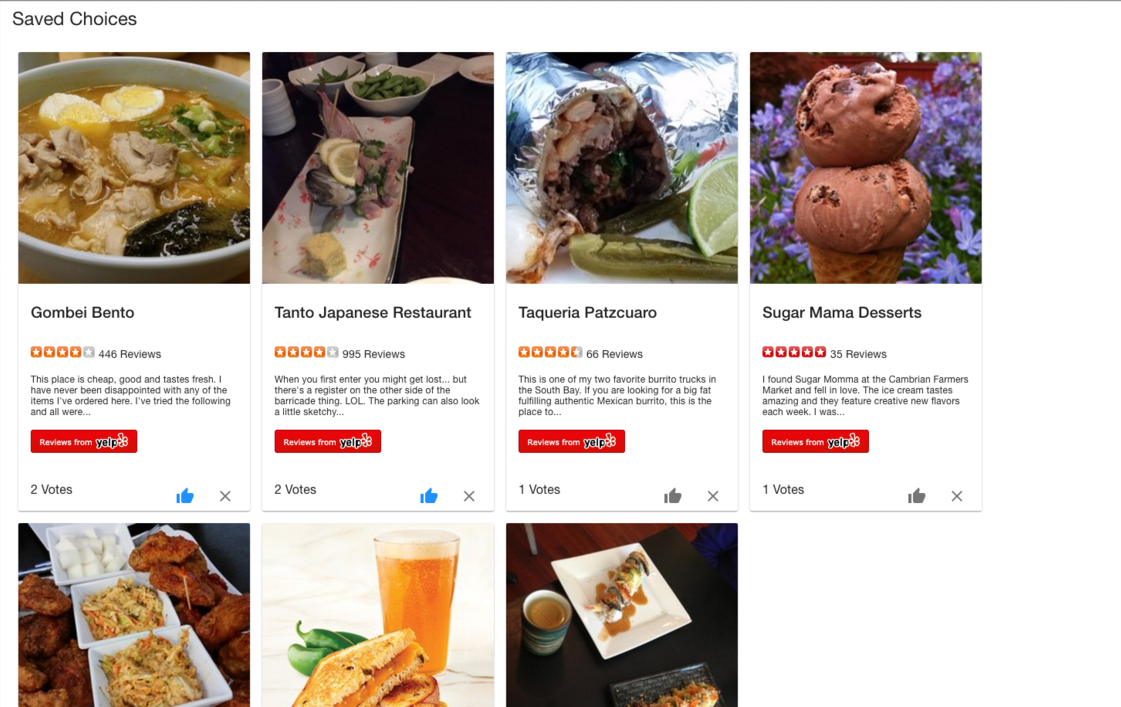 Saved Choices
Gombei Bento
446 Reviews
This place is cheap, good and tastes fresh. I
have never been disappointed with any of the
items I've ordered here. I've tried the following
and all were...
Reviews from yelp
2 Votes
Tanto Japanese Restaurant
995 Reviews
When you first enter you might get lost... but
there's a register on the other side of the
barricade thing. LOL. The parking can also look
a little sketchy...
Reviews from yelp
2 Votes
Taqueria Patzcuaro
66 Reviews
This is one of my two favorite burrito trucks in
the South Bay. If you are looking for a big fat
fulfilling authentic Mexican burrito, this is the
place to...
Reviews from yelp
1 Votes
Sugar Mama Desserts
35 Reviews
I found Sugar Momma at the Cambrian Farmers
Market and fell in love. The ice cream tastes
amazing and they feature creative new flavors
each week. I was...
Reviews from yelp
1 Votes